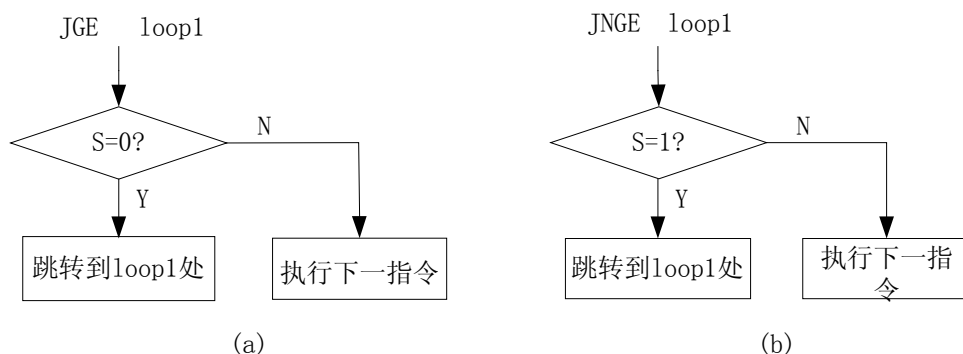 JGE loop1
S=0?
N
Y
跳转到loop1处
执行下一指令
(a)
JNGE loop1
S=1?
N
Y
跳转到loop1处
执行下一指
令
(b)